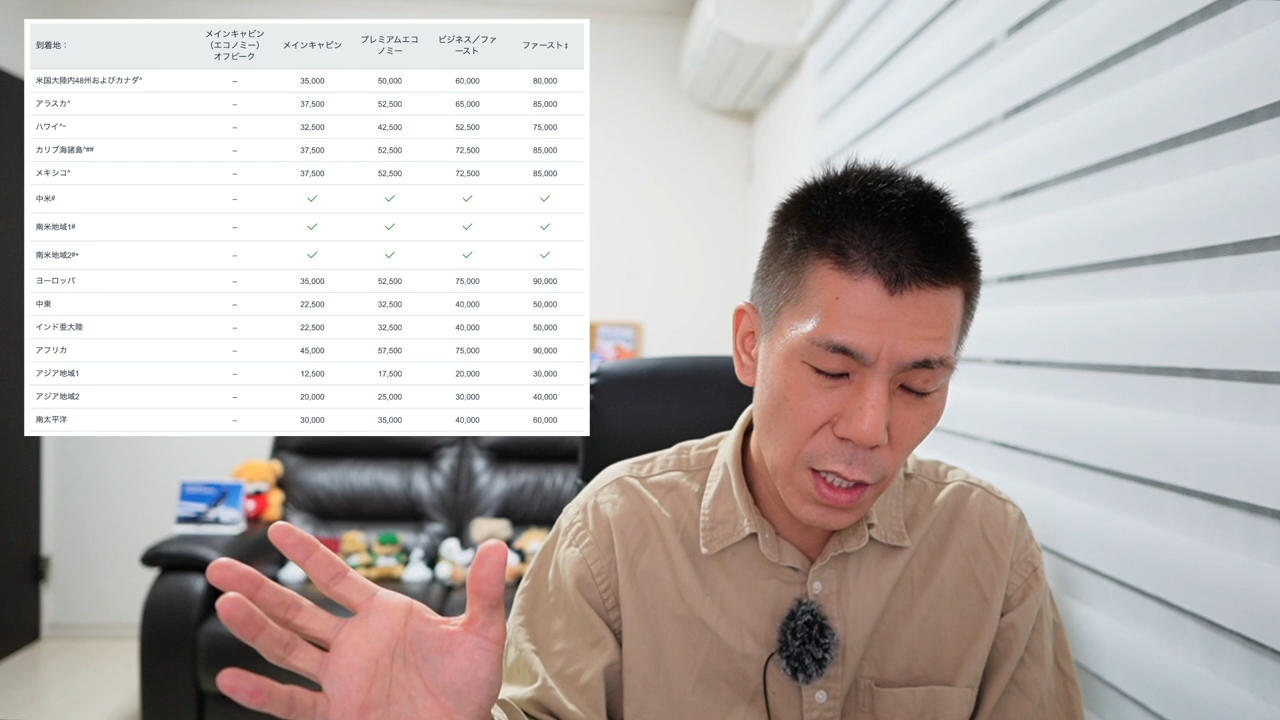 到着地： メインキャビン（エコノミー）オフピーク メインキャビン プレミアムエコノミー ビジネス／ファースト ファースト‡
米国大陸内48州およびカナダ^ – 35,000 50,000 60,000 80,000
アラスカ^ – 37,500 52,500 65,000 85,000
ハワイ^~ – 32,500 42,500 52,500 75,000
カリブ海諸島^## – 37,500 52,500 72,500 85,000
メキシコ^ – 37,500 52,500 72,500 85,000
中米# – ✓ ✓ ✓ ✓
南米地域1# – ✓ ✓ ✓ ✓
南米地域2#+ – ✓ ✓ ✓ ✓
ヨーロッパ – 35,000 52,500 75,000 90,000
中東 – 22,500 32,500 40,000 50,000
インド亜大陸 – 22,500 32,500 40,000 50,000
アフリカ – 45,000 57,500 75,000 90,000
アジア地域1 – 12,500 17,500 20,000 30,000
アジア地域2 – 20,000 25,000 30,000 40,000
南太平洋 – 30,000 35,000 40,000 60,000